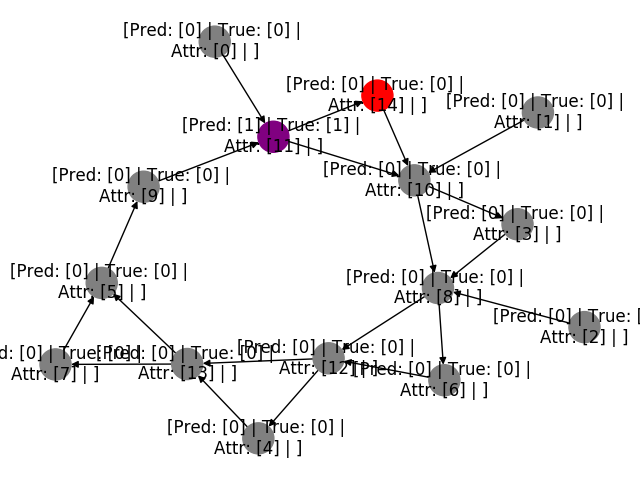 [Pred: [0] | True: [0] |
Attr: [0] | ]
[Pred: [0] | True: [0] |
Attr: [14] | ]
[Pred: [0] | True: [0] |
Attr: [1] | ]
[Pred: [1] | True: [1] |
Attr: [11] | ]
[Pred: [0] | True: [0] |
Attr: [10] | ]
[Pred: [0] | True: [0] |
Attr: [9] | ]
[Pred: [0] | True: [0] |
Attr: [3] | ]
[Pred: [0] | True: [0] |
Attr: [5] | ]
[Pred: [0] | True: [0] |
Attr: [8] | ]
[Pred: [0] | True: [
Attr: [2] | ]
d: [0] | True: [0] |
Attr: [7] | ]
[Pred: [0] | True: [0] |
Attr: [13] | ]
[Pred: [0] | True: [0] |
Attr: [12] | ]
[Pred: [0] | True: [0] |
Attr: [6] | ]
[Pred: [0] | True: [0] |
Attr: [4] | ]